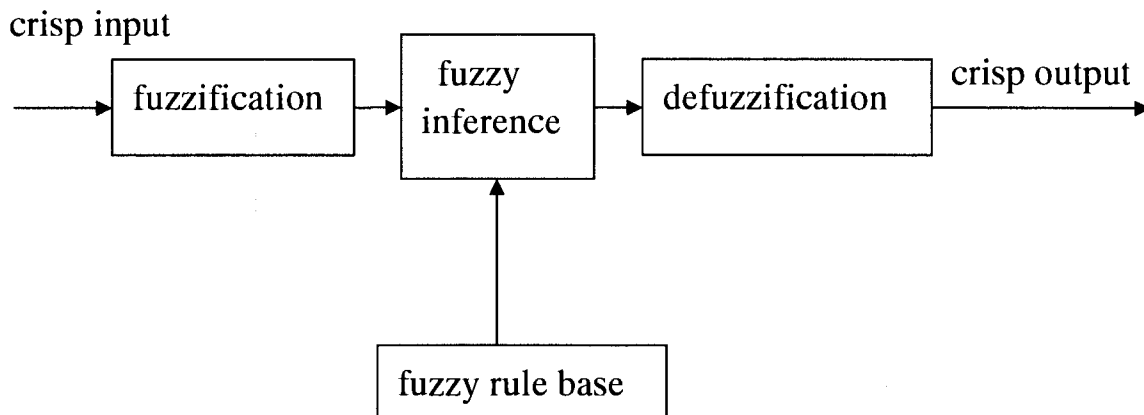 crisp input
fuzzification
fuzzy
inference
defuzzification
crisp output
fuzzy rule base